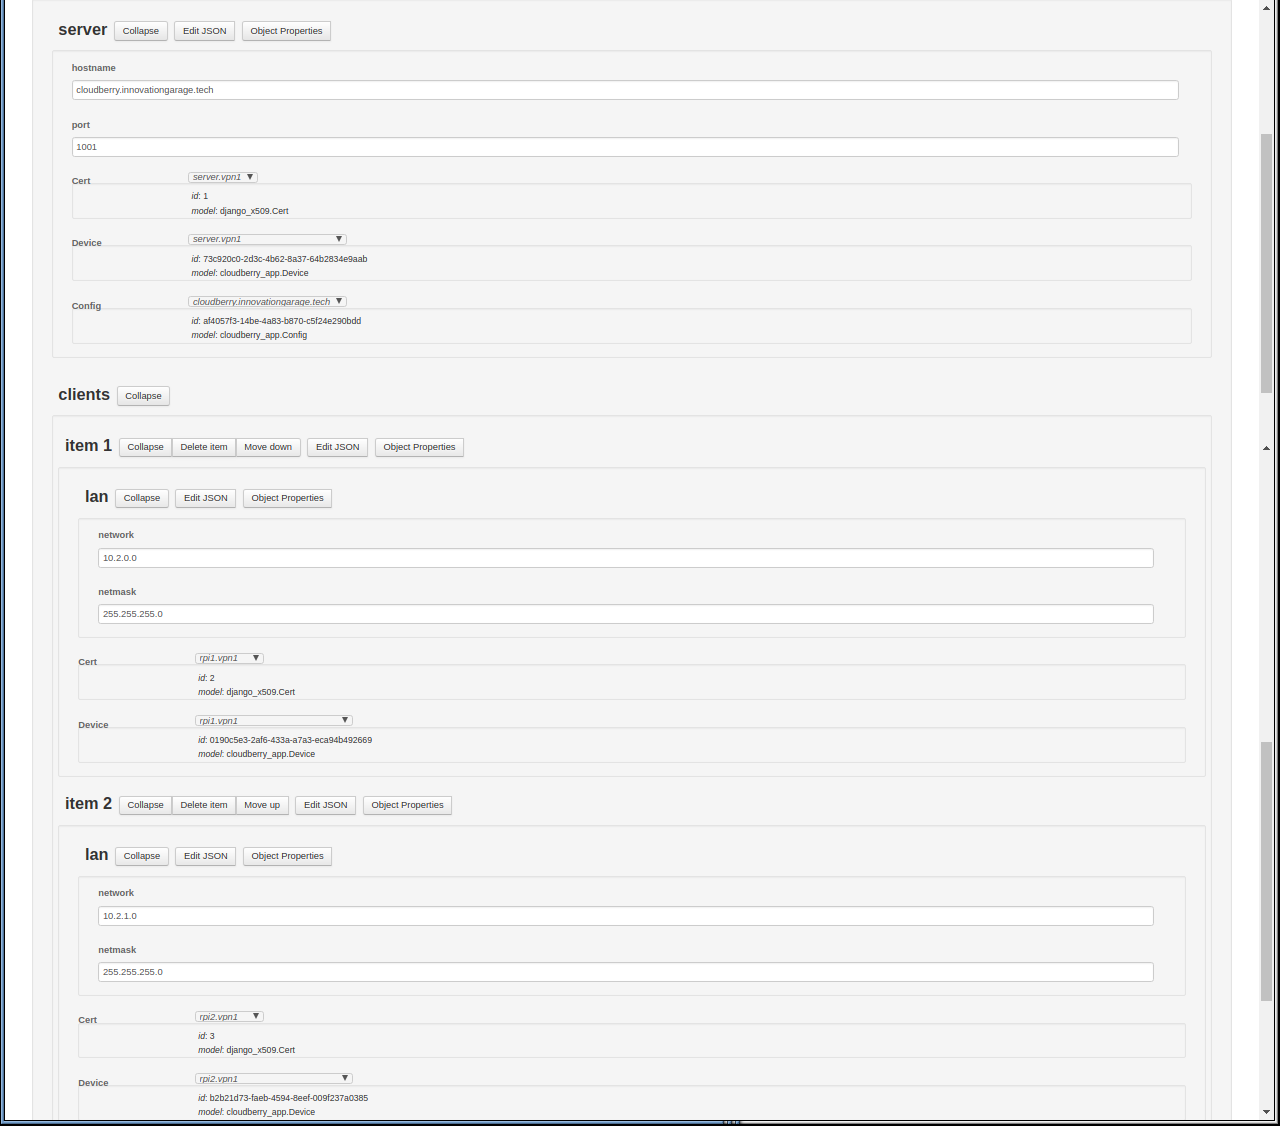 server Collapse Edit JSON Object Properties
hostname
cloudberry.innovationgarage.tech
port
1001
Cert server.vpn1
id: 1
model: django_x509.Cert
Device server.vpn1
id: 73c920c0-2d3c-4b62-8a37-64b2834e9aab
model: cloudberry_app.Device
Config cloudberry.innovationgarage.tech
id: af4057f3-14be-4a83-b870-c5f24e290bdd
model: cloudberry_app.Config
clients Collapse
item 1 Collapse Delete item Move down Edit JSON Object Properties
lan Collapse Edit JSON Object Properties
network
10.2.0.0
netmask
255.255.255.0
Cert rpi1.vpn1
id: 2
model: django_x509.Cert
Device rpi1.vpn1
id: 0190c5e3-2af6-433a-a7a3-eca94b492669
model: cloudberry_app.Device
item 2 Collapse Delete item Move up Edit JSON Object Properties
lan Collapse Edit JSON Object Properties
network
10.2.1.0
netmask
255.255.255.0
Cert rpi2.vpn1
id: 3
model: django_x509.Cert
Device rpi2.vpn1
id: b2b21d73-faeb-4594-8eef-009f237a0385
model: cloudberry_app.Device